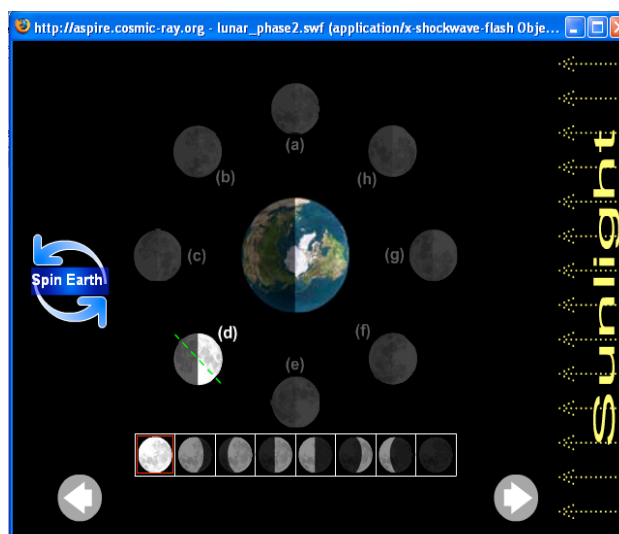 http://aspire.cosmic-ray.org - lunar_phase2.swf (application/x-shockwave-flash Obje...
(a)
(b)
(h)
(c)
(g)
Spin Earth
(d)
(f)
(e)
Sunlight